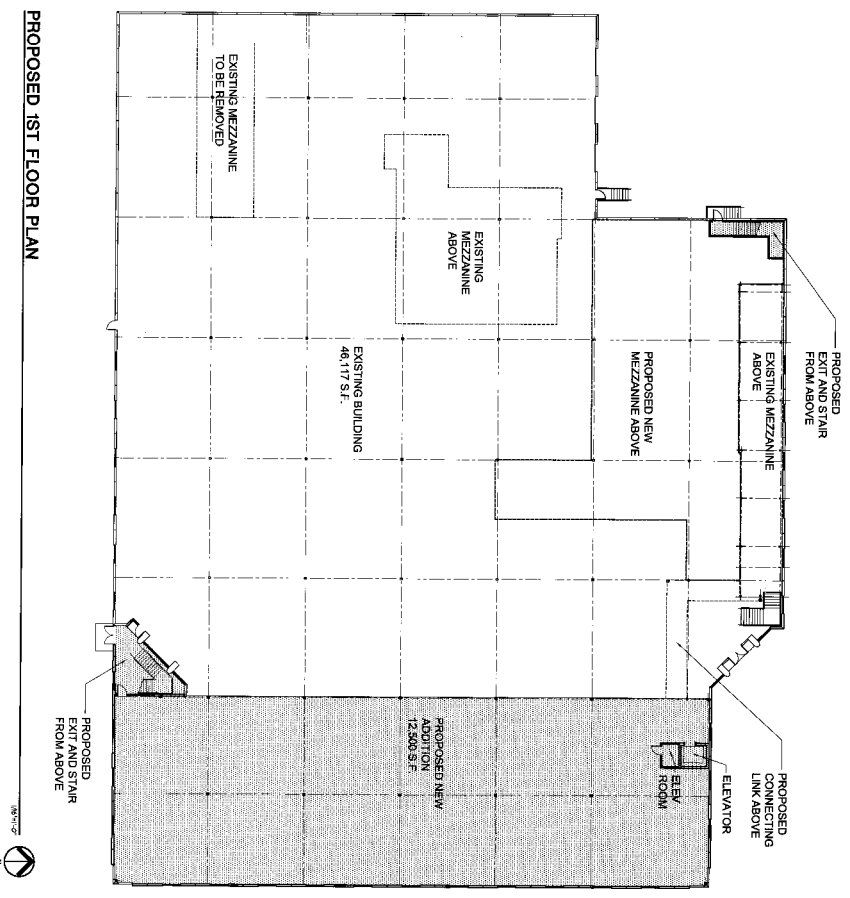 PROPOSED 1ST FLOOR PLAN
EXISTING MEZZANINE
TO BE REMOVED
EXISTING
MEZZANINE
ABOVE
EXISTING BUILDING
46,117 S.F.
PROPOSED NEW
MEZZANINE ABOVE
EXISTING MEZZANINE
ABOVE
PROPOSED
EXIT AND STAIR
FROM ABOVE
PROPOSED
EXIT AND STAIR
FROM ABOVE
PROPOSED NEW
ADDITION
12,500 S.F.
ELEV
ROOM
ELEVATOR
PROPOSED
CONNECTING
LINK ABOVE